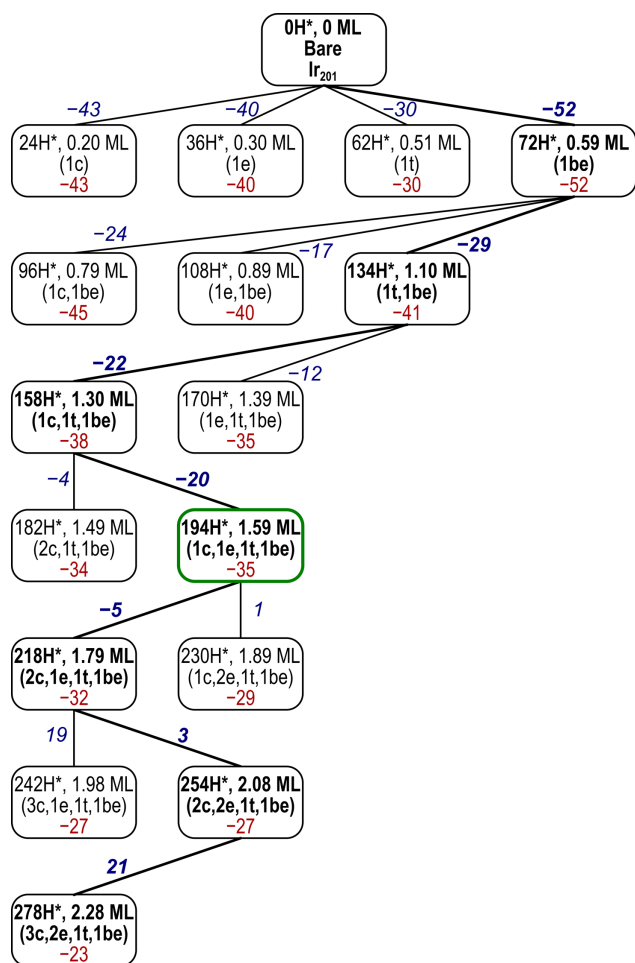 0H*, 0 ML
Bare
Ir₂₀₁
−43
−40
−30
−52
24H*, 0.20 ML
(1c)
−43
36H*, 0.30 ML
(1e)
−40
62H*, 0.51 ML
(1t)
−30
72H*, 0.59 ML
(1be)
−52
−24
−17
−29
96H*, 0.79 ML
(1c,1be)
−45
108H*, 0.89 ML
(1e,1be)
−40
134H*, 1.10 ML
(1t,1be)
−41
−22
−12
158H*, 1.30 ML
(1c,1t,1be)
−38
170H*, 1.39 ML
(1e,1t,1be)
−35
−4
−20
182H*, 1.49 ML
(2c,1t,1be)
−34
194H*, 1.59 ML
(1c,1e,1t,1be)
−35
−5
1
218H*, 1.79 ML
(2c,1e,1t,1be)
−32
230H*, 1.89 ML
(1c,2e,1t,1be)
−29
19
3
242H*, 1.98 ML
(3c,1e,1t,1be)
−27
254H*, 2.08 ML
(2c,2e,1t,1be)
−27
21
278H*, 2.28 ML
(3c,2e,1t,1be)
−23